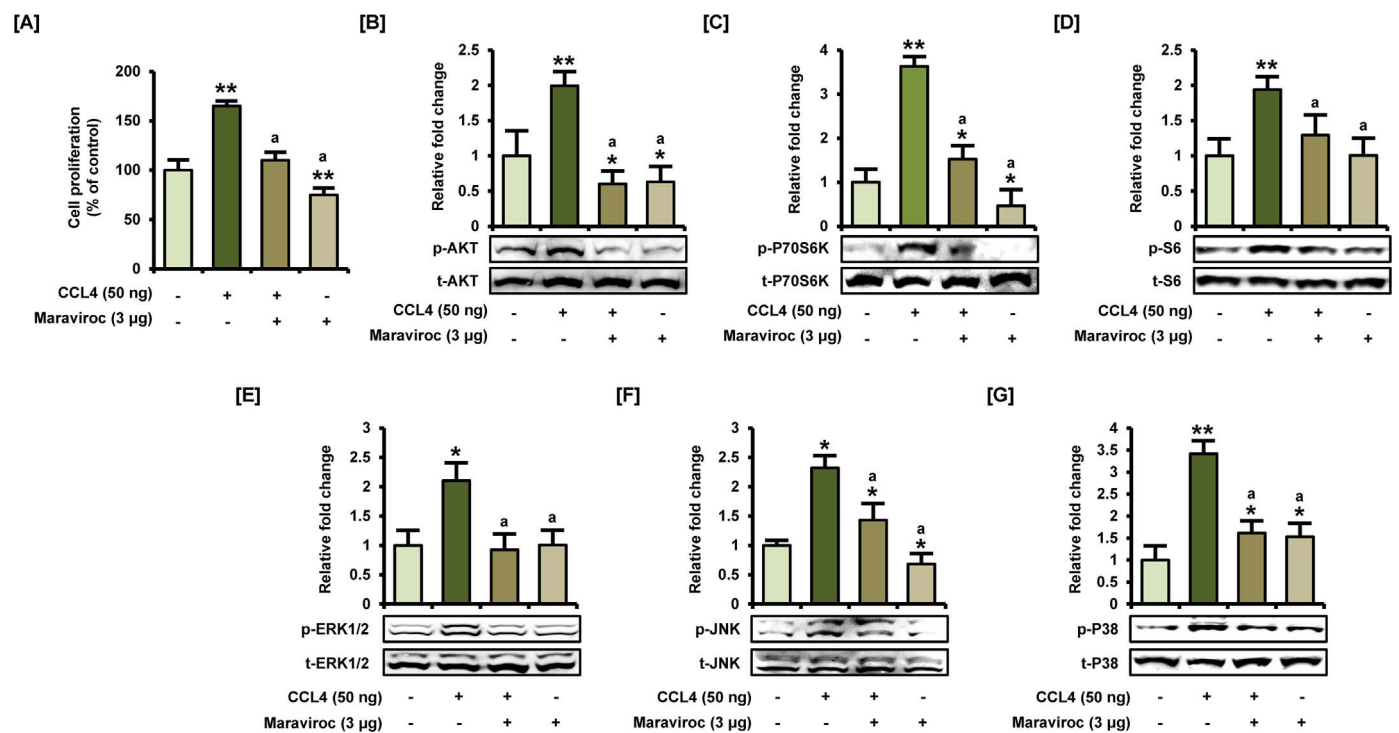 [A]
Cell proliferation
(% of control)
200
150
100
50
0
**
a
a
**
CCL4 (50 ng) - + + -
Maraviroc (3 µg) - - + +
[B]
Relative fold change
2.5
2
1.5
1
0.5
0
**
a
*
a
*
p-AKT
t-AKT
CCL4 (50 ng) - + + -
Maraviroc (3 µg) - - + +
[C]
Relative fold change
4
3
2
1
0
**
a
*
a
*
p-P70S6K
t-P70S6K
CCL4 (50 ng) - + + -
Maraviroc (3 µg) - - + +
[D]
Relative fold change
2.5
2
1.5
1
0.5
0
**
a
a
p-S6
t-S6
CCL4 (50 ng) - + + -
Maraviroc (3 µg) - - + +
[E]
Relative fold change
3
2.5
2
1.5
1
0.5
0
*
a
a
p-ERK1/2
t-ERK1/2
CCL4 (50 ng) - + + -
Maraviroc (3 µg) - - + +
[F]
Relative fold change
3
2.5
2
1.5
1
0.5
0
*
a
*
a
*
p-JNK
t-JNK
CCL4 (50 ng) - + + -
Maraviroc (3 µg) - - + +
[G]
Relative fold change
4
3.5
3
2.5
2
1.5
1
0.5
0
**
a
*
a
*
p-P38
t-P38
CCL4 (50 ng) - + + -
Maraviroc (3 µg) - - + +